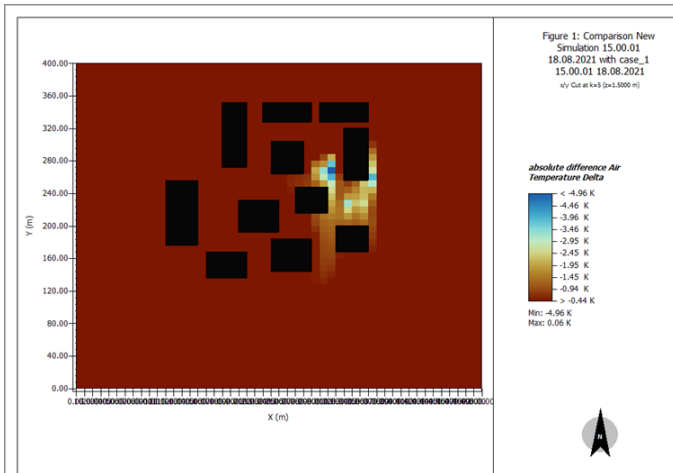 Figure 1: Comparison New
Simulation 15.00.01
18.08.2021 with case_1
15.00.01 18.08.2021
x/y Cut at k=5 (z=1.5000 m)
400.00
360.00
320.00
280.00
240.00
200.00
160.00
120.00
80.00
40.00
0.00
Y (m)
X (m)
absolute difference Air
Temperature Delta
< -4.96 K
-4.46 K
-3.96 K
-3.46 K
-2.95 K
-2.45 K
-1.95 K
-1.45 K
-0.94 K
> -0.44 K
Min: -4.96 K
Max: 0.06 K
N